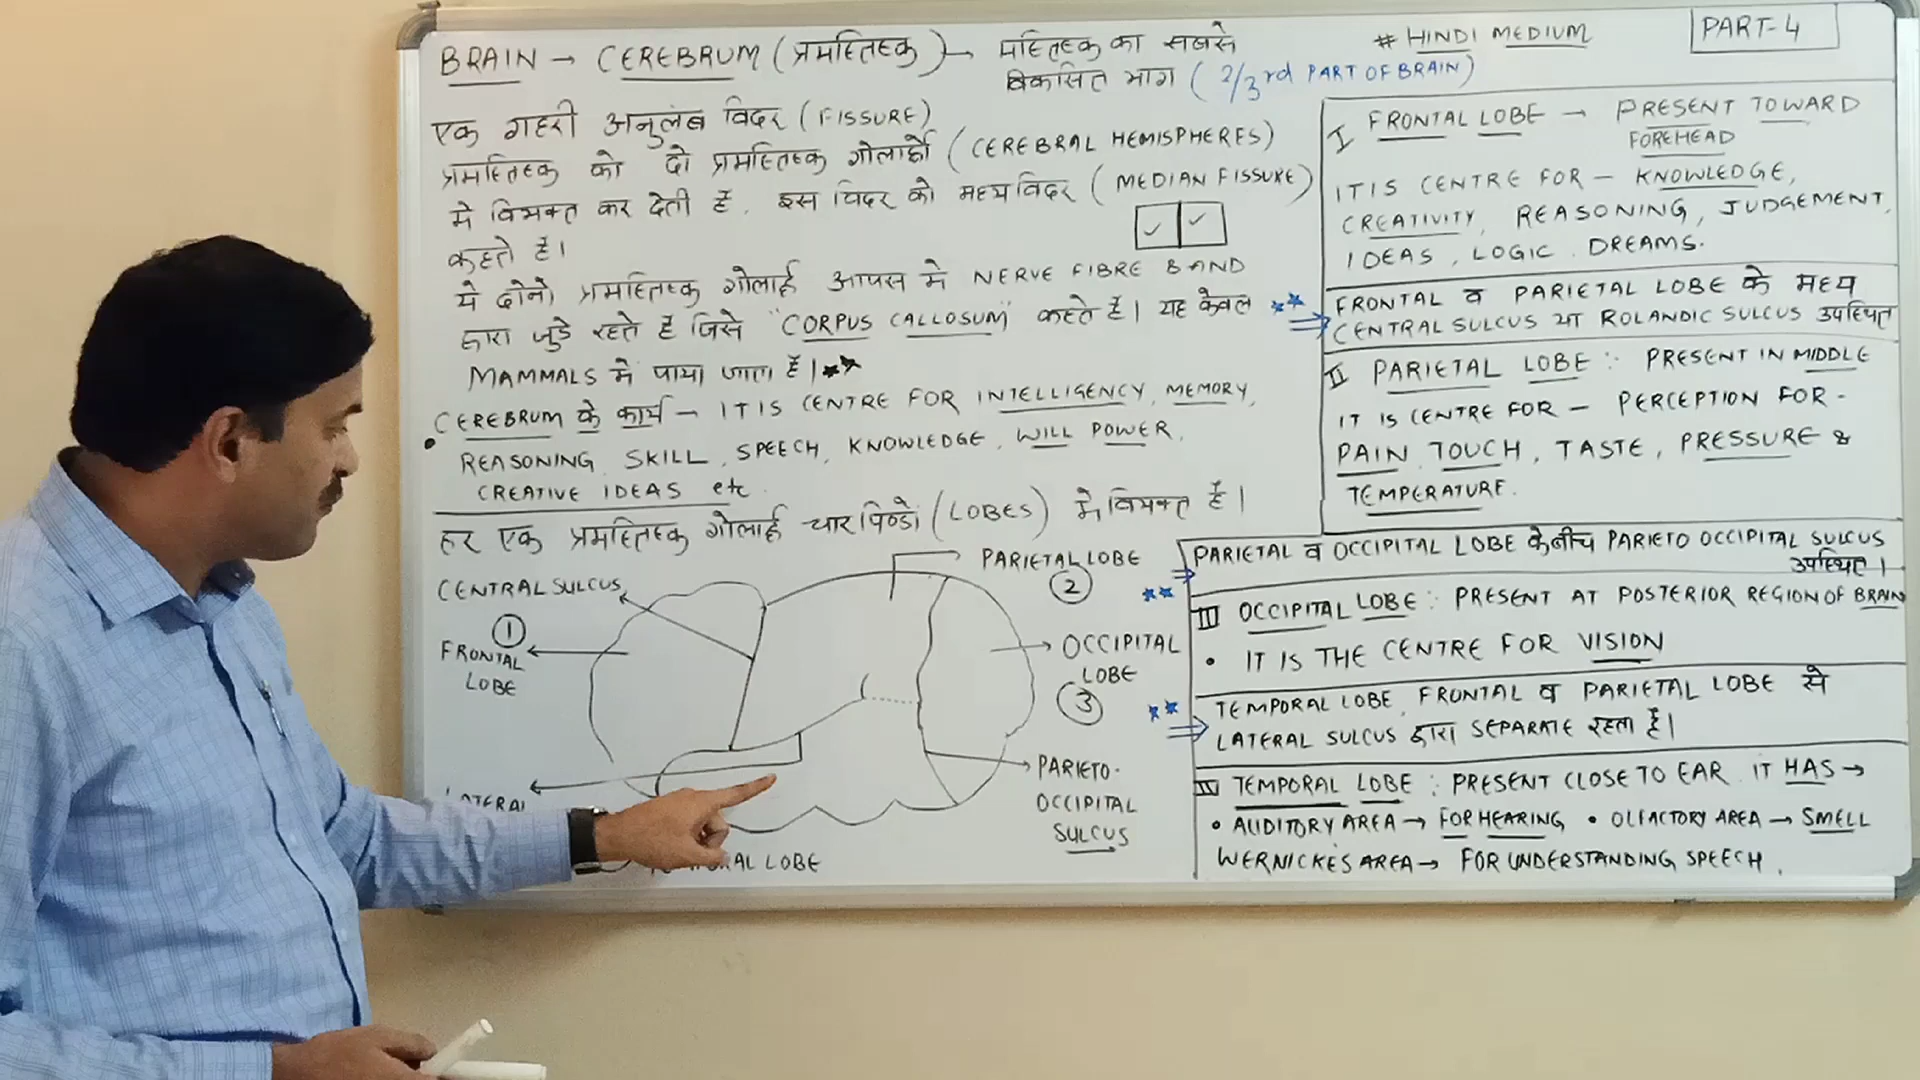 BRAIN → CEREBRUM (प्रमस्तिष्क) → मस्तिष्क का सबसे
विकसित भाग (2/3rd PART OF BRAIN)
# HINDI MEDIUM
PART-4
एक गहरी अनुलंब विदर (FISSURE)
प्रमस्तिष्क को दो प्रमस्तिष्क गोलार्द्धो (CEREBRAL HEMISPHERES)
मे विभक्त कर देती है, इस विदर को मध्यविदर (MEDIAN FISSURE)
कहते है।
ये दोनो प्रमस्तिष्क गोलार्द्ध आपस मे NERVE FIBRE BAND
द्वारा जुडे रहते है जिसे "CORPUS CALLOSUM" कहते है। यह केवल
MAMMALS मे पाया जाता है।
CEREBRUM के कार्य - IT IS CENTRE FOR INTELLIGENCY, MEMORY,
REASONING, SKILL, SPEECH, KNOWLEDGE, WILL POWER,
CREATIVE IDEAS etc.
हर एक प्रमस्तिष्क गोलार्द्ध चार पिण्डो (LOBES) मे विभक्त है।
CENTRAL SULCUS
PARIETAL LOBE
2
1
FRONTAL
LOBE
OCCIPITAL
LOBE
3
LATERAL
PARIETO-
OCCIPITAL
SULCUS
LOBE
I FRONTAL LOBE → PRESENT TOWARD
FOREHEAD
IT IS CENTRE FOR - KNOWLEDGE,
CREATIVITY, REASONING, JUDGEMENT,
IDEAS, LOGIC, DREAMS.
FRONTAL व PARIETAL LOBE के मध्य
CENTRAL SULCUS या ROLANDIC SULCUS उपस्थित
II PARIETAL LOBE : PRESENT IN MIDDLE
IT IS CENTRE FOR - PERCEPTION FOR -
PAIN, TOUCH, TASTE, PRESSURE &
TEMPERATURE.
PARIETAL व OCCIPITAL LOBE के बीच PARIETO OCCIPITAL SULCUS
उपस्थित।
III OCCIPITAL LOBE : PRESENT AT POSTERIOR REGION OF BRAIN
• IT IS THE CENTRE FOR VISION
TEMPORAL LOBE, FRONTAL व PARIETAL LOBE से
LATERAL SULCUS द्वारा SEPARATE रहता है।
IV TEMPORAL LOBE : PRESENT CLOSE TO EAR. IT HAS →
• AUDITORY AREA → FOR HEARING • OLFACTORY AREA → SMELL
WERNICKES AREA → FOR UNDERSTANDING SPEECH.